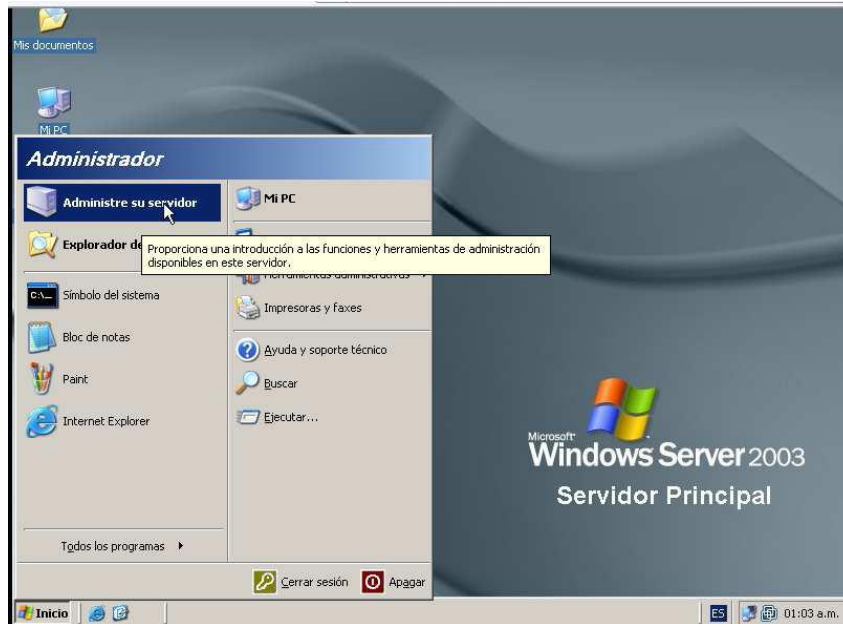 Mis documentos
Mi PC
Administrador
Administre su servidor
Mi PC
Explorador de
Proporciona una introducción a las funciones y herramientas de administración
disponibles en este servidor.
Herramientas administrativas
Símbolo del sistema
Impresoras y faxes
Bloc de notas
Ayuda y soporte técnico
Paint
Buscar
Internet Explorer
Ejecutar...
Todos los programas
Cerrar sesión
Apagar
Microsoft
Windows Server 2003
Servidor Principal
Inicio
ES
01:03 a.m.